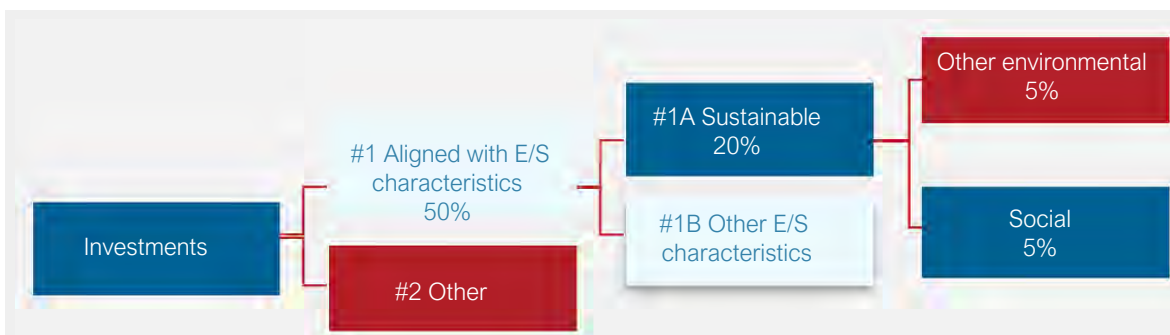 Investments
#1 Aligned with E/S
characteristics
50%
#2 Other
#1A Sustainable
20%
#1B Other E/S
characteristics
Other environmental
5%
Social
5%